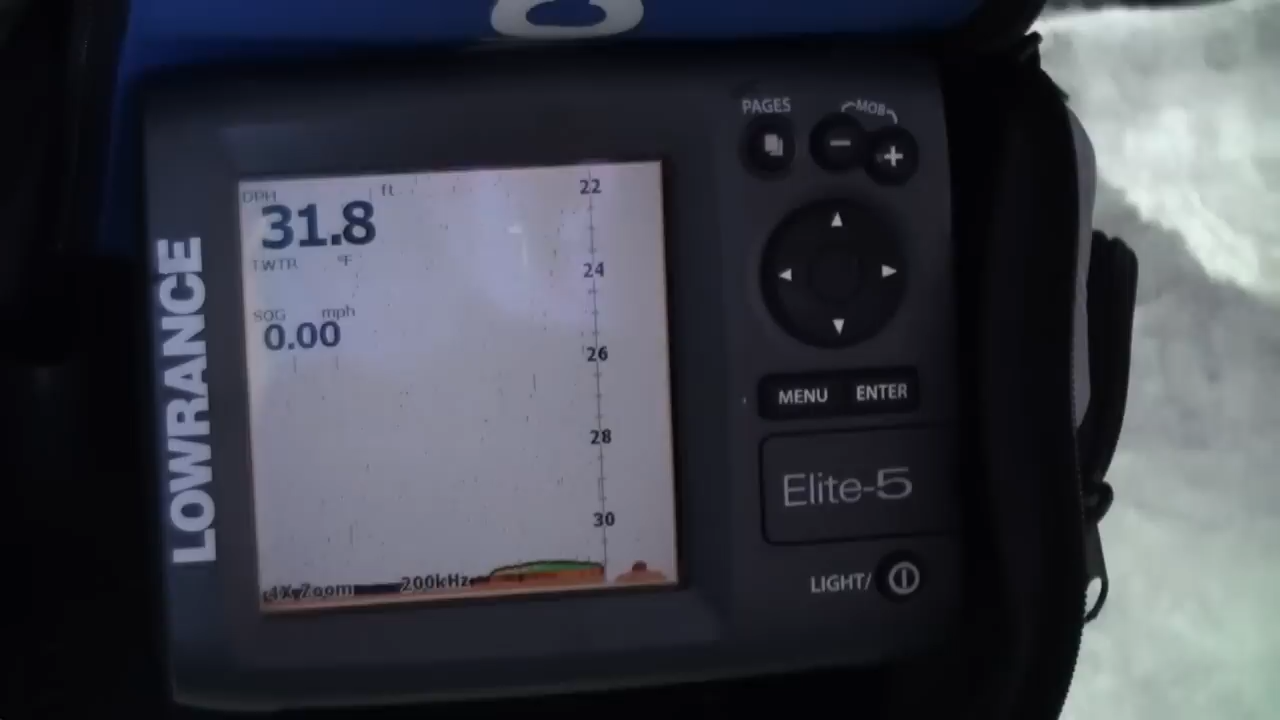 PAGES
MOB
DPH ft
31.8
TWTR °F
SOG mph
0.00
22
24
26
28
30
4X Zoom 200kHz
LOWRANCE
MENU ENTER
Elite-5
LIGHT/